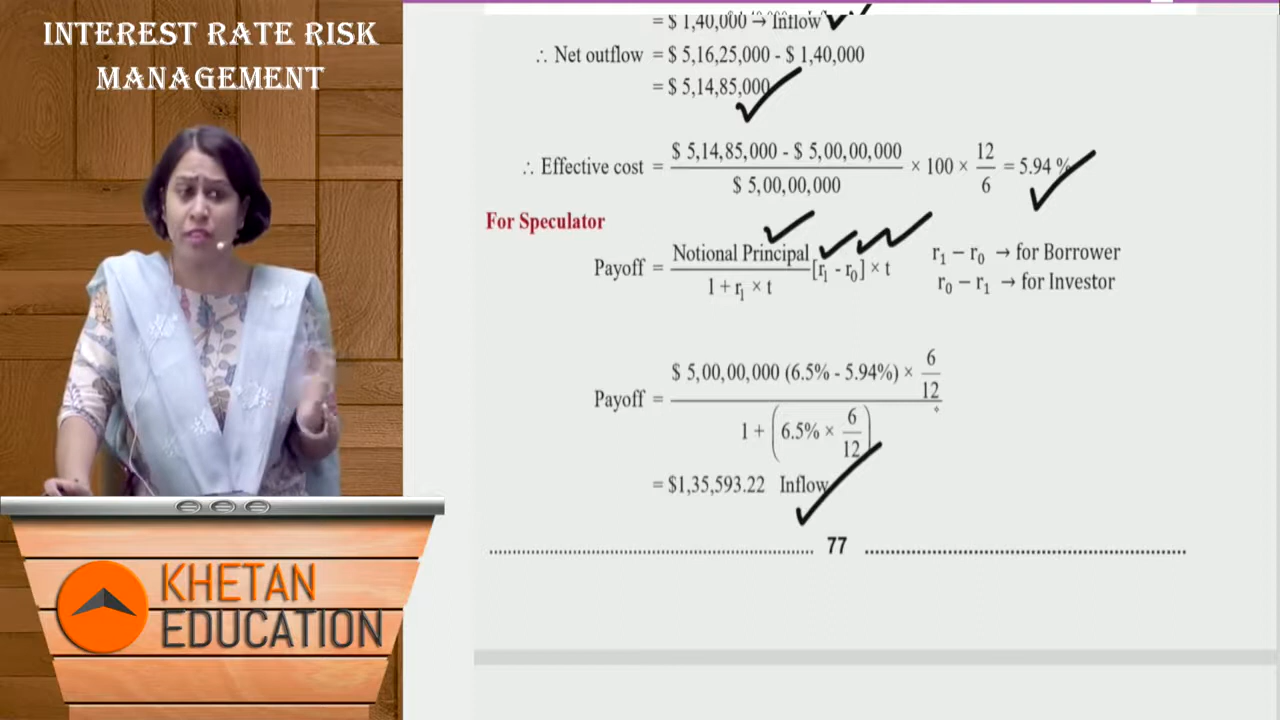 INTEREST RATE RISK
MANAGEMENT
= $ 1,40,000 → Inflow
∴ Net outflow = $ 5,16,25,000 - $ 1,40,000
= $ 5,14,85,000
∴ Effective cost = $ 5,14,85,000 - $ 5,00,00,000 / $ 5,00,00,000 × 100 × 12/6 = 5.94 %
For Speculator
Payoff = Notional Principal / 1 + r₁ × t [r₁ - r₀] × t
r₁ – r₀ → for Borrower
r₀ – r₁ → for Investor
Payoff = $ 5,00,00,000 (6.5% - 5.94%) × 6/12 / 1 + (6.5% × 6/12)
= $1,35,593.22 Inflow
77
KHETAN
EDUCATION